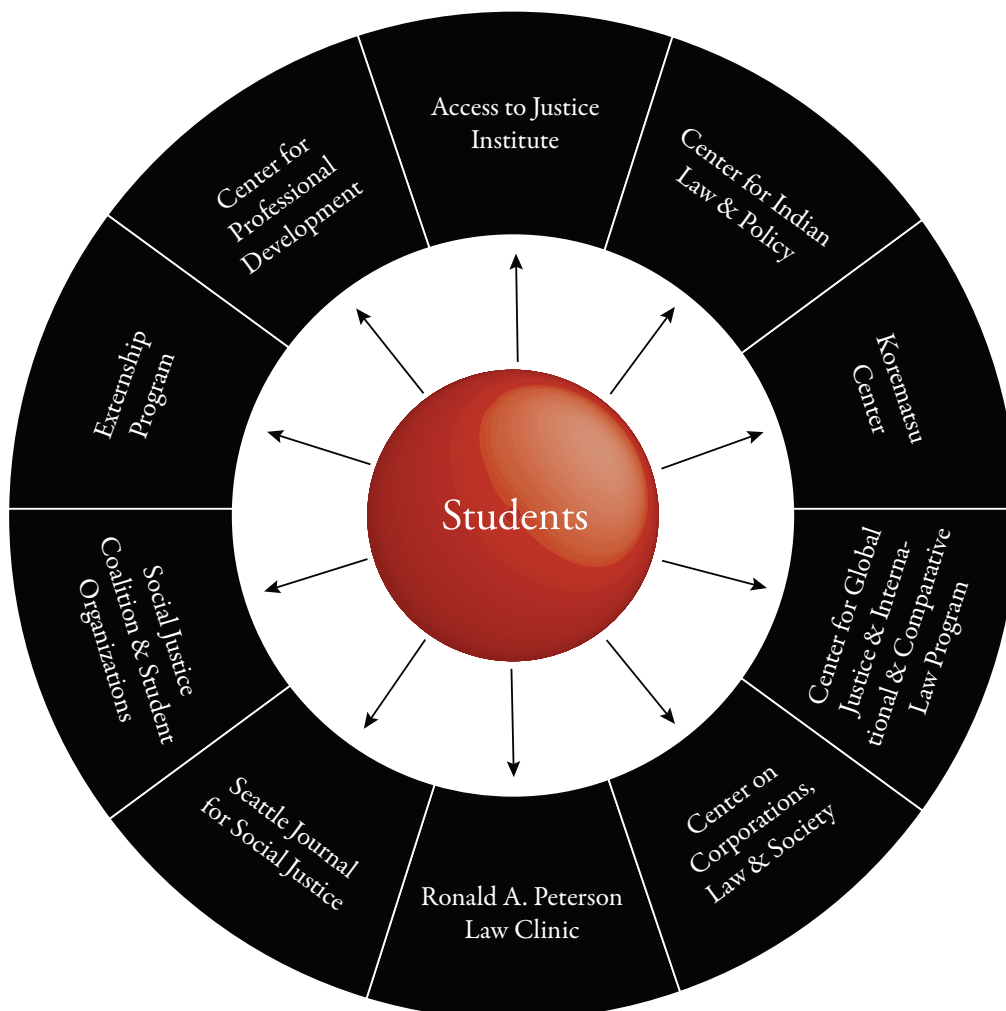 Access to Justice
Institute
Center for Indian
Law & Policy
Korematsu
Center
Center for Global
Justice & Interna-
tional & Comparative
Law Program
Center on
Corporations,
Law & Society
Ronald A. Peterson
Law Clinic
Seattle Journal
for Social Justice
Social Justice
Coalition & Student
Organizations
Externship
Program
Center for
Professional
Development
Students